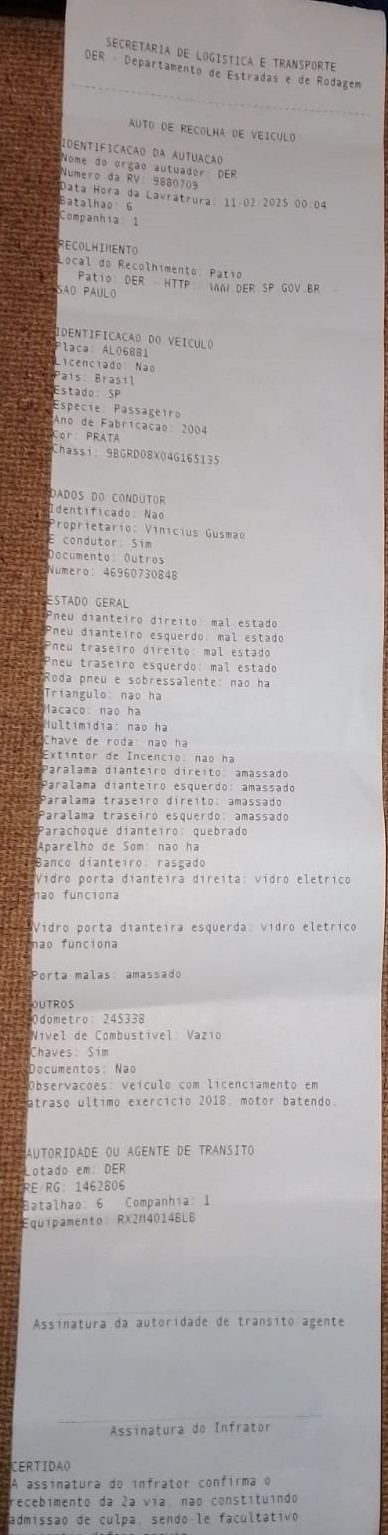 SECRETARIA DE LOGISTICA E TRANSPORTE
DER - Departamento de Estradas e de Rodagem
AUTO DE RECOLHA DE VEICULO
IDENTIFICACAO DA AUTUACAO
Nome do orgao autuador: DER
Numero da RV: 9880709
Data Hora da Lavratrura: 11/02/2025 00:04
Batalhao: 6
Companhia: 1
RECOLHIMENTO
Local do Recolhimento: Patio
Patio: DER - HTTP. DER.SP.GOV.BR -
SAO PAULO
IDENTIFICACAO DO VEICULO
Placa: ALO6881
Licenciado: Nao
Pais: Brasil
Estado: SP
Especie: Passageiro
Ano de Fabricacao: 2004
Cor: PRATA
Chassi: 9BGRD08X04G165135
DADOS DO CONDUTOR
Identificado: Nao
Proprietario: Vinicius Gusmao
E condutor: Sim
Documento: Outros
Numero: 46960730848
ESTADO GERAL
Pneu dianteiro direito: mal estado
Pneu dianteiro esquerdo: mal estado
Pneu traseiro direito: mal estado
Pneu traseiro esquerdo: mal estado
Roda pneu e sobressalente: nao ha
Triangulo: nao ha
Macaco: nao ha
Multimidia: nao ha
Chave de roda: nao ha
Extintor de Incencio: nao ha
Paralama dianteiro direito: amassado
Paralama dianteiro esquerdo: amassado
Paralama traseiro direito: amassado
Paralama traseiro esquerdo: amassado
Parachoque dianteiro: quebrado
Aparelho de Som: nao ha
Banco dianteiro: rasgado
Vidro porta dianteira direita: vidro eletrico
nao funciona
Vidro porta dianteira esquerda: vidro eletrico
nao funciona
Porta malas: amassado
OUTROS
Odometro: 245338
Nivel de Combustivel: Vazio
Chaves: Sim
Documentos: Nao
Observacoes: veiculo com licenciamento em
atraso ultimo exercicio 2018, motor batendo.
AUTORIDADE OU AGENTE DE TRANSITO
Lotado em: DER
RE/RG: 1462806
Batalhao: 6 Companhia: 1
Equipamento: RX2M4014BLB
Assinatura da autoridade de transito/agente
Assinatura do Infrator
CERTIDAO
A assinatura do infrator confirma o
recebimento da 2a via, nao constituindo
admissao de culpa, sendo-le facultativo